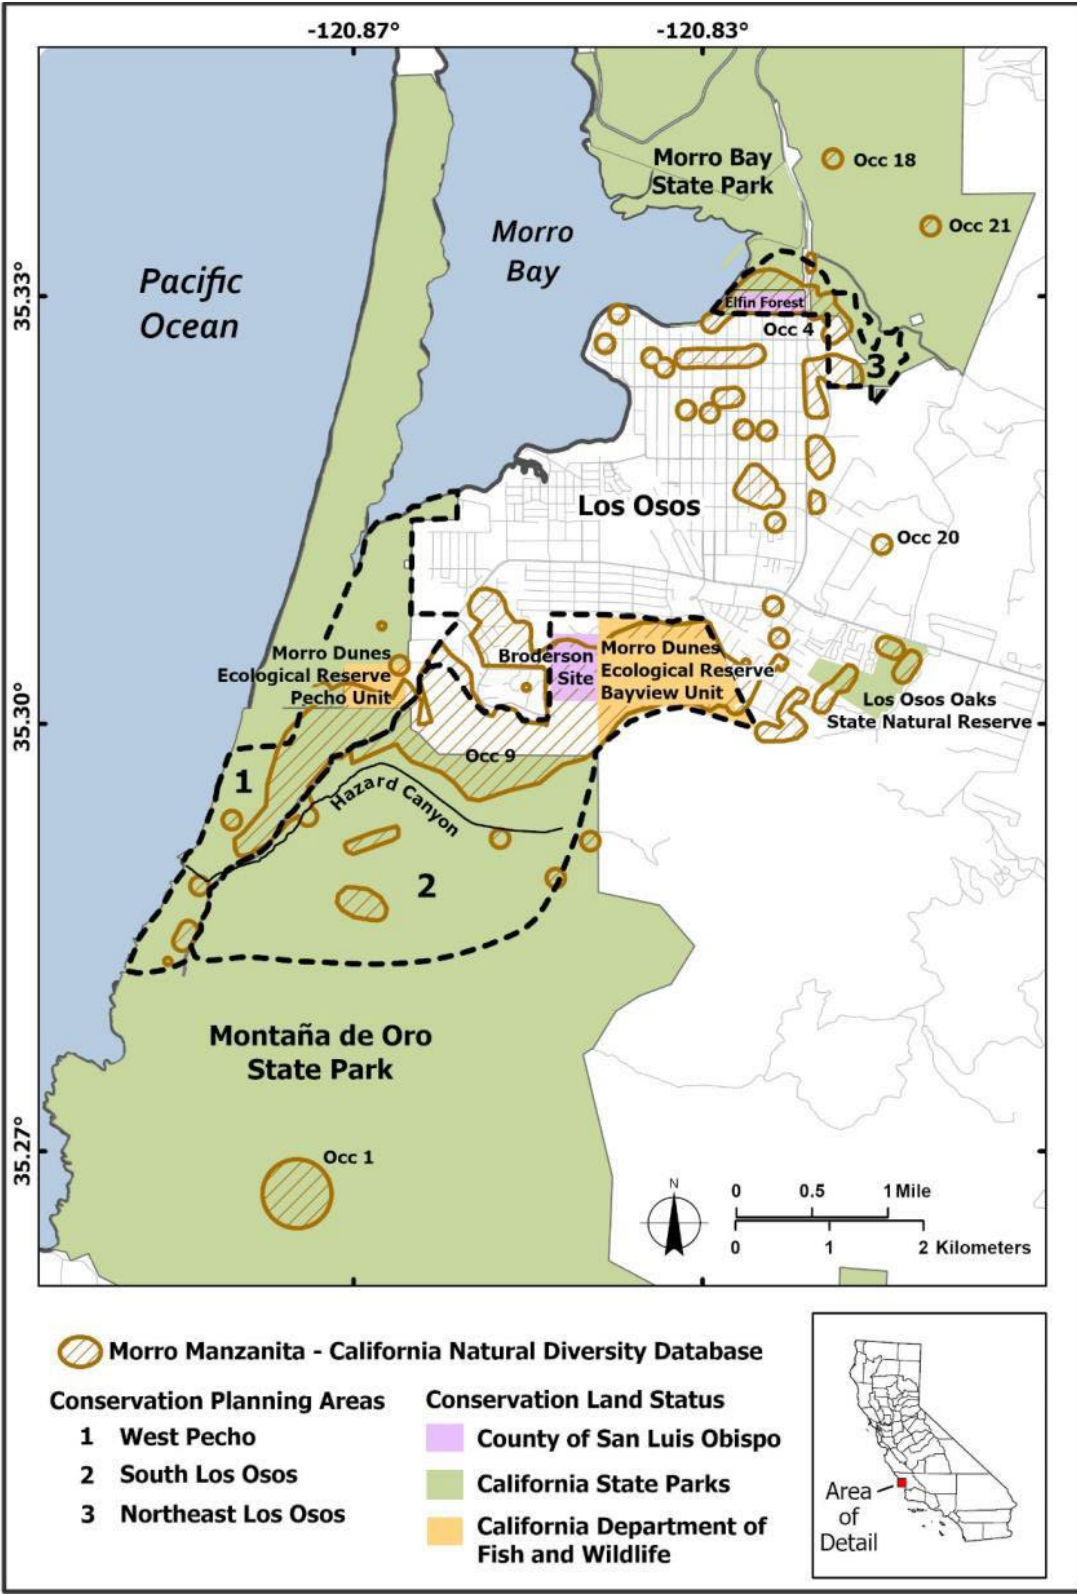 -120.87°
-120.83°
35.33°
35.30°
35.27°
Morro Bay
State Park
Occ 18
Occ 21
Morro
Bay
Pacific
Ocean
Elfin Forest
Occ 4
3
Los Osos
Occ 20
Morro Dunes
Ecological Reserve
Pecho Unit
Broderson
Site
Morro Dunes
Ecological Reserve
Bayview Unit
Los Osos Oaks
State Natural Reserve
Occ 9
1
Hazard Canyon
2
Montaña de Oro
State Park
Occ 1
N
0 0.5 1 Mile
0 1 2 Kilometers
Morro Manzanita - California Natural Diversity Database
Conservation Planning Areas
1 West Pecho
2 South Los Osos
3 Northeast Los Osos
Conservation Land Status
County of San Luis Obispo
California State Parks
California Department of
Fish and Wildlife
Area
of
Detail